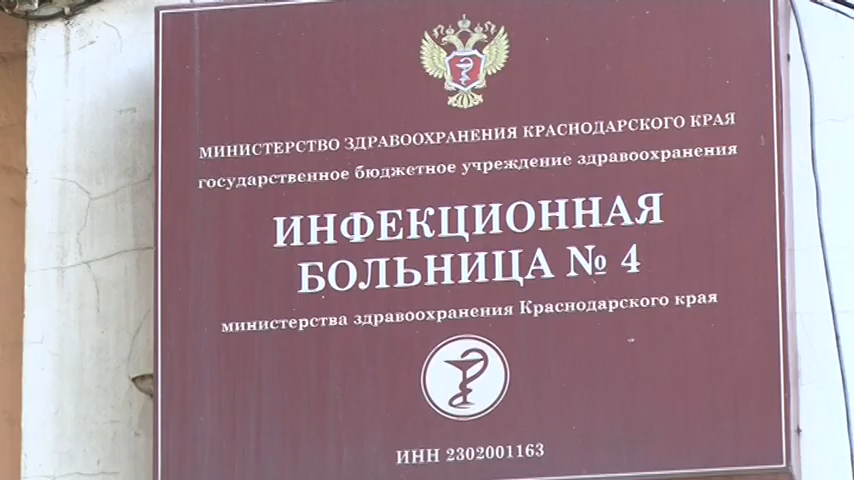 МИНИСТЕРСТВО ЗДРАВООХРАНЕНИЯ КРАСНОДАРСКОГО КРАЯ
государственное бюджетное учреждение здравоохранения
ИНФЕКЦИОННАЯ
БОЛЬНИЦА № 4
министерства здравоохранения Краснодарского края
ИНН 2302001163